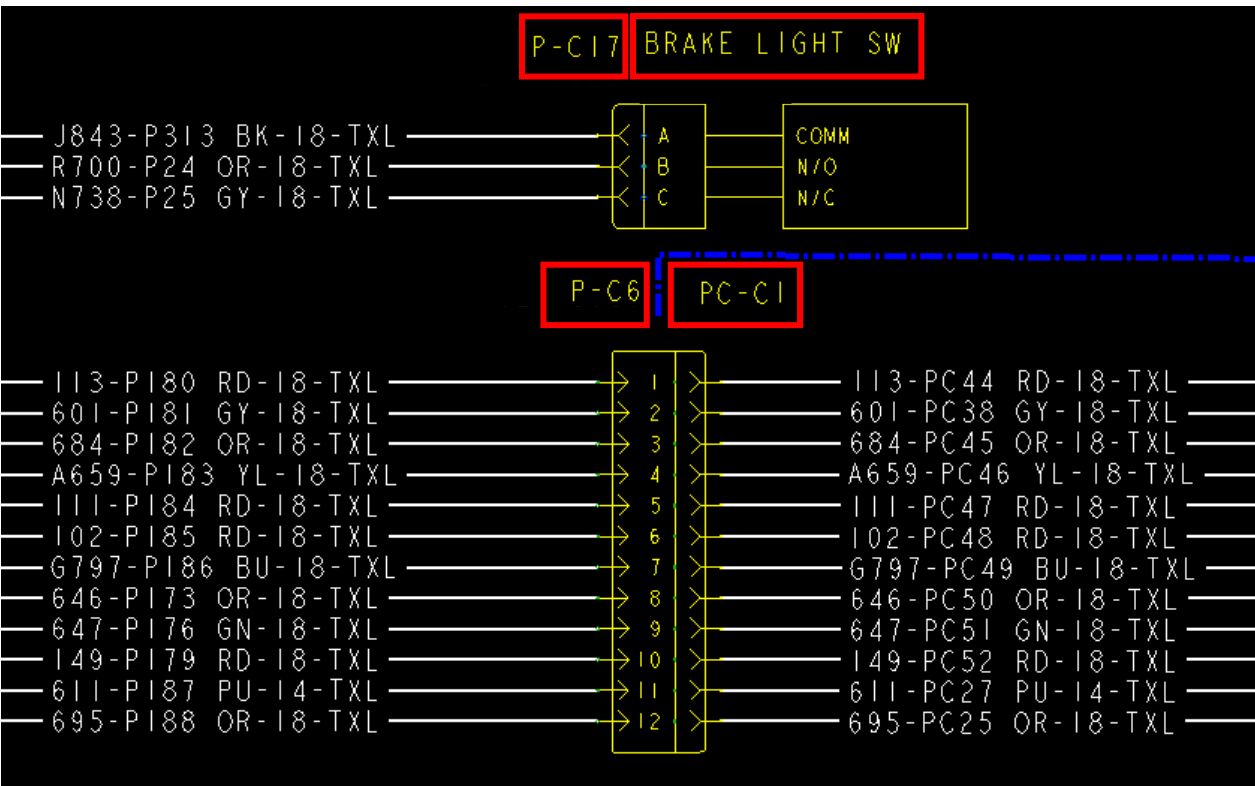 P-C17 BRAKE LIGHT SW
J843-P313 BK-18-TXL A COMM
R700-P24 OR-18-TXL B N/O
N738-P25 GY-18-TXL C N/C
P-C6 PC-C1
113-P180 RD-18-TXL 1 113-PC44 RD-18-TXL
601-P181 GY-18-TXL 2 601-PC38 GY-18-TXL
684-P182 OR-18-TXL 3 684-PC45 OR-18-TXL
A659-P183 YL-18-TXL 4 A659-PC46 YL-18-TXL
111-P184 RD-18-TXL 5 111-PC47 RD-18-TXL
102-P185 RD-18-TXL 6 102-PC48 RD-18-TXL
G797-P186 BU-18-TXL 7 G797-PC49 BU-18-TXL
646-P173 OR-18-TXL 8 646-PC50 OR-18-TXL
647-P176 GN-18-TXL 9 647-PC51 GN-18-TXL
149-P179 RD-18-TXL 10 149-PC52 RD-18-TXL
611-P187 PU-14-TXL 11 611-PC27 PU-14-TXL
695-P188 OR-18-TXL 12 695-PC25 OR-18-TXL